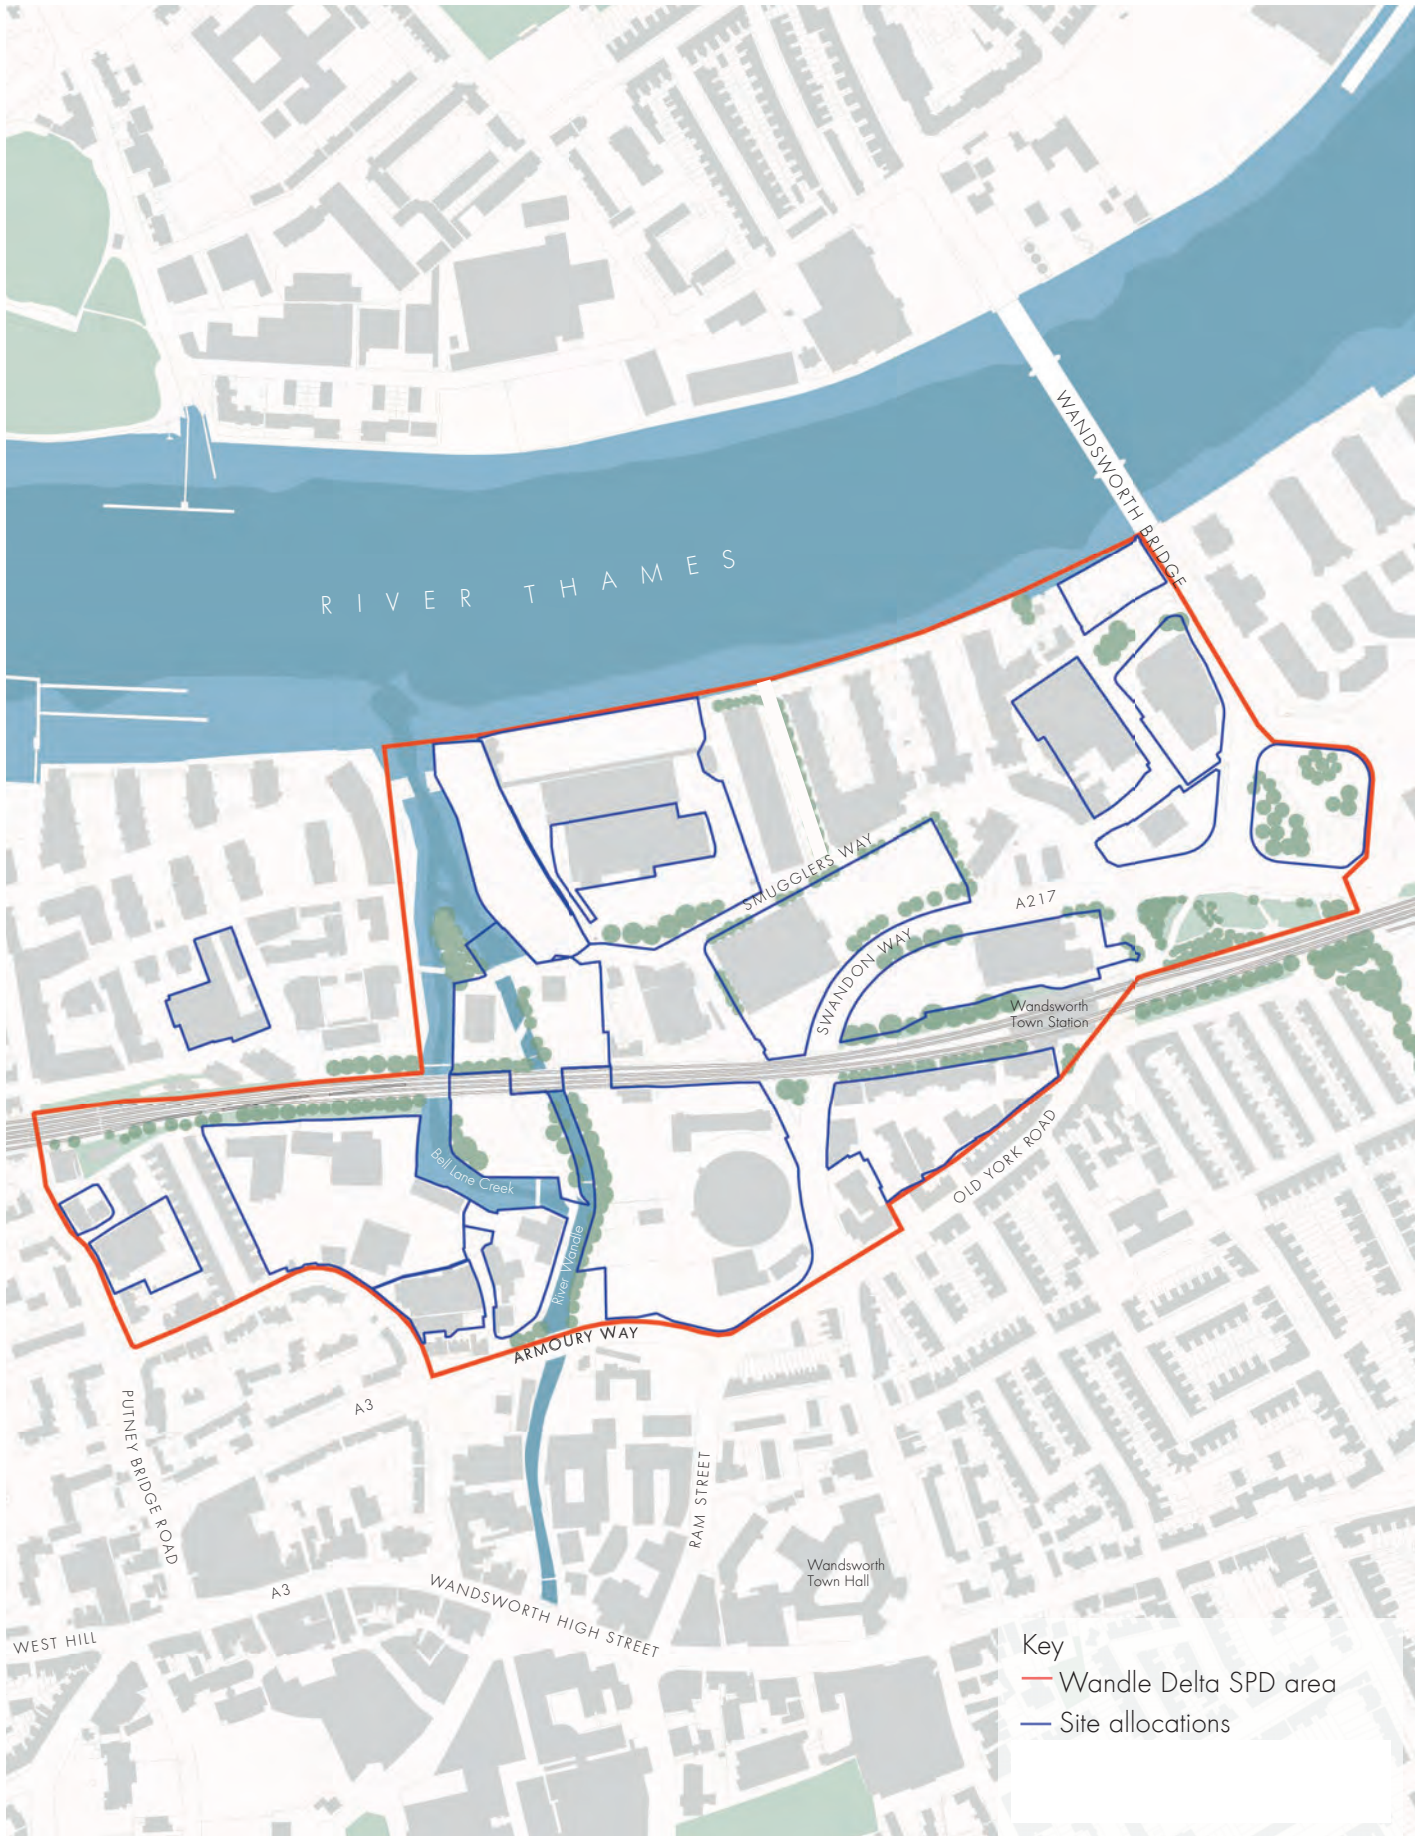 WANDSWORTH BRIDGE
RIVER THAMES
SMUGGLERS WAY
A217
SWANDON WAY
Wandsworth
Town Station
OLD YORK ROAD
Bell Lane Creek
River Wandle
ARMOURY WAY
PUTNEY BRIDGE ROAD
A3
RAM STREET
Wandsworth
Town Hall
A3
WANDSWORTH HIGH STREET
WEST HILL
Key
Wandle Delta SPD area
Site allocations